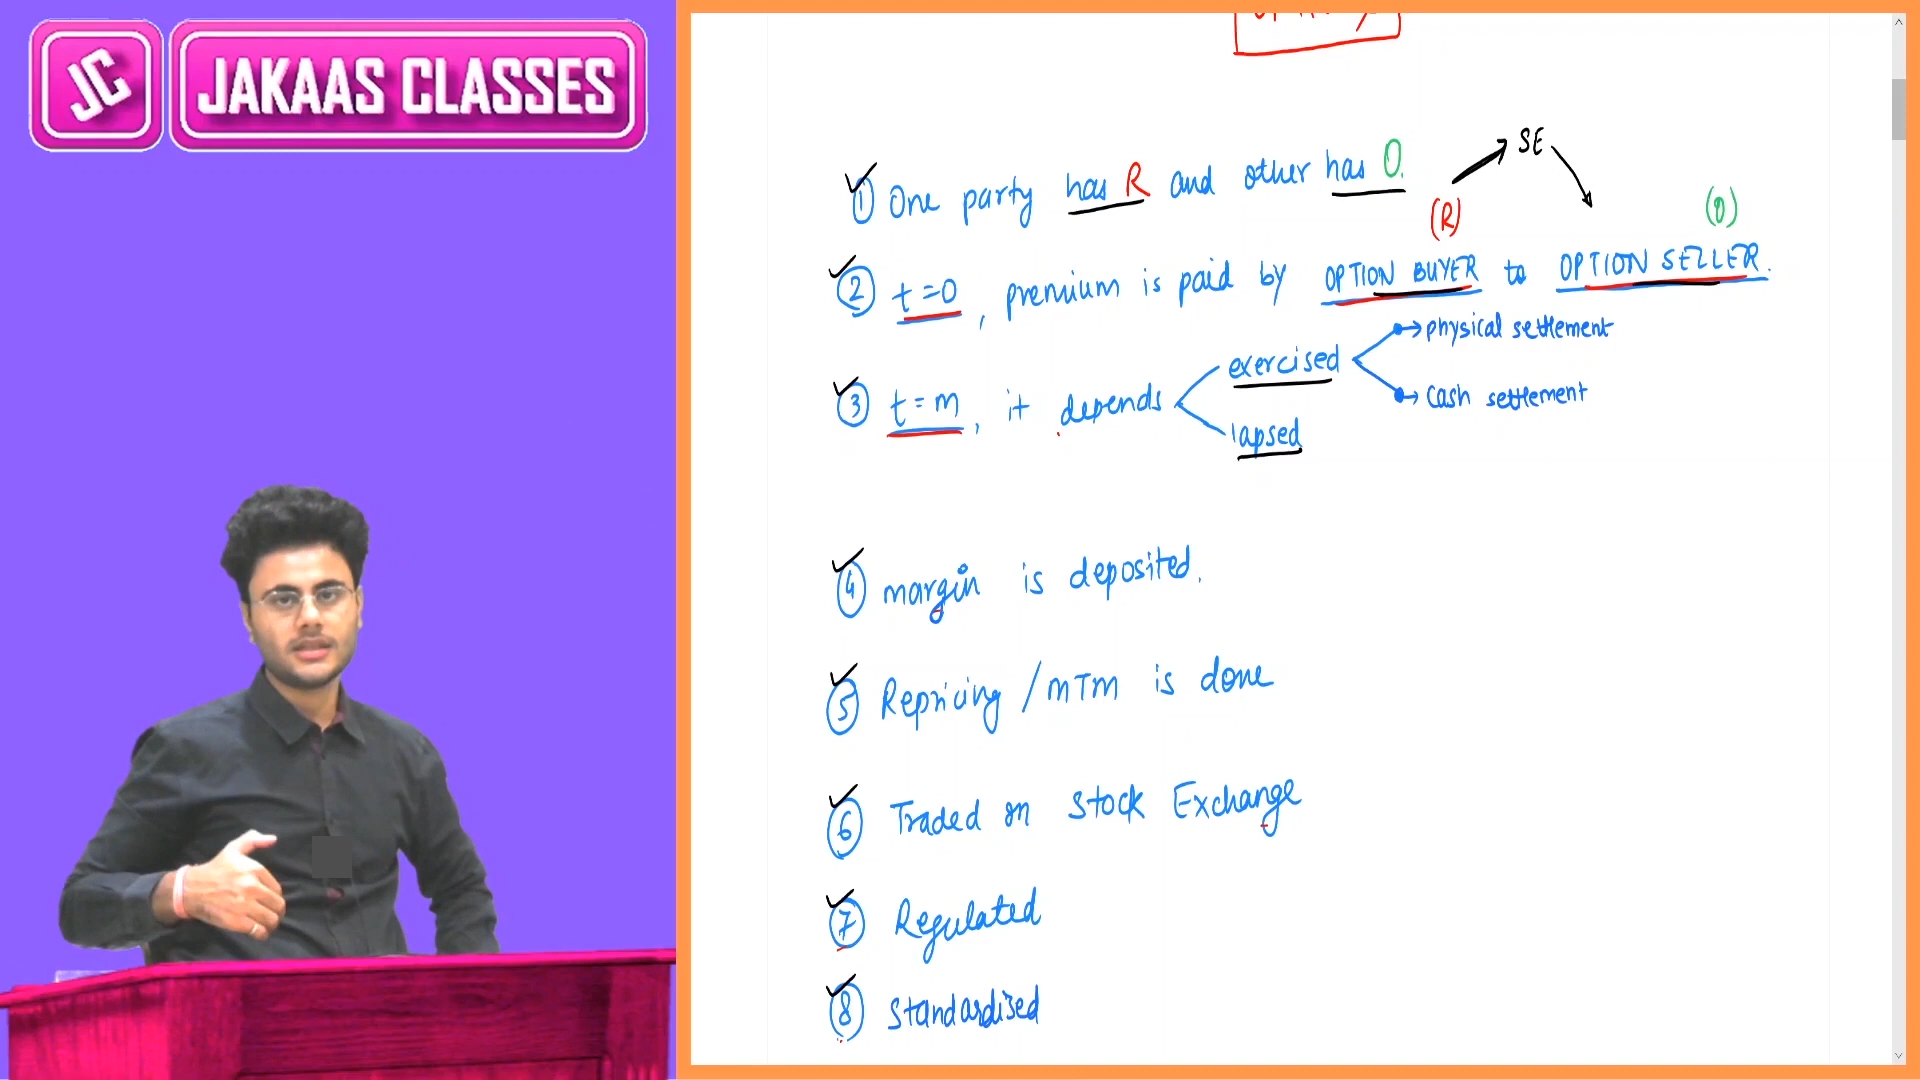 JC
JAKAAS CLASSES
SE
① One party has R and other has O.
(R) (O)
② t=0, premium is paid by OPTION BUYER to OPTION SELLER.
③ t=m, it depends
exercised
physical settlement
Cash settlement
lapsed
④ margin is deposited.
⑤ Repricing / MTM is done
⑥ Traded on Stock Exchange
⑦ Regulated
⑧ Standardised